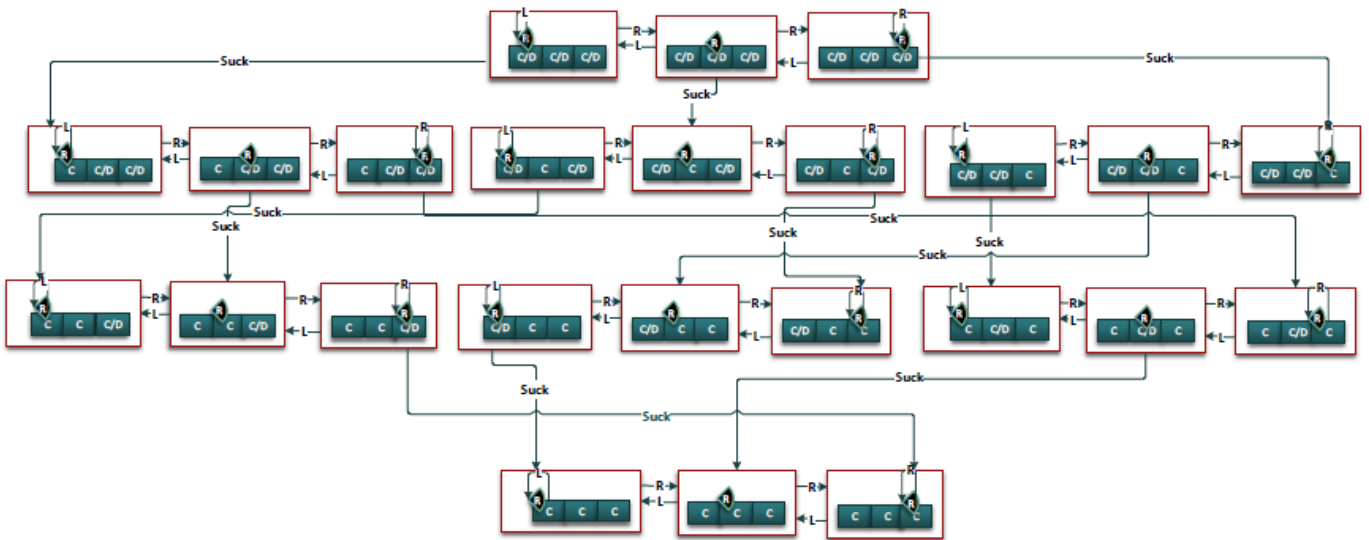 L R R
R R L R L
C/D C/D C/D C/D C/D C/D C/D C/D C/D
Suck Suck
Suck
L R R R L R R R L R R R
R L R L R R L R L R R L R L R
C C/D C/D C C/D C/D C C/D C/D C/D C C/D C/D C C/D C/D C C/D C/D C/D C C/D C/D C C/D C/D C
Suck Suck
Suck Suck Suck
Suck
L R R R L R R R L R R R
R L R L R R L R L R R L R L R
C C C/D C C C/D C C C/D C/D C C C/D C C C/D C C C C/D C C C/D C C C/D C
Suck
Suck
Suck
L R R R
R L R L R
C C C C C C C C C